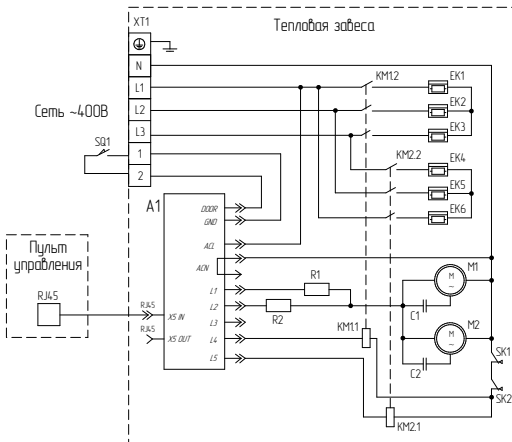 XT1
Тепловая завеса
N
L1
L2
L3
1
2
Сеть ~400В
SQ1
KM1.2
EK1
EK2
EK3
KM2.2
EK4
EK5
EK6
A1
DOOR
GND
ACL
ACN
L1
L2
L3
L4
L5
X5 IN
X5 OUT
RJ45
RJ45
Пульт
управления
RJ45
R1
R2
KM1.1
KM2.1
M
~
M1
C1
M
~
M2
C2
SK1
SK2